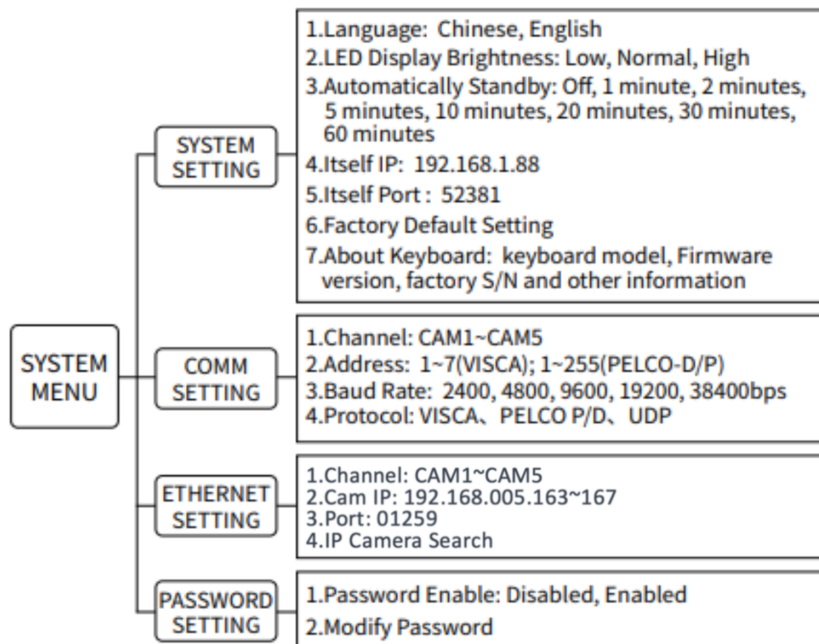 SYSTEM
MENU
SYSTEM
SETTING
1.Language: Chinese, English
2.LED Display Brightness: Low, Normal, High
3.Automatically Standby: Off, 1 minute, 2 minutes,
5 minutes, 10 minutes, 20 minutes, 30 minutes,
60 minutes
4.Itself IP: 192.168.1.88
5.Itself Port : 52381
6.Factory Default Setting
7.About Keyboard: keyboard model, Firmware
version, factory S/N and other information
COMM
SETTING
1.Channel: CAM1~CAM5
2.Address: 1~7(VISCA); 1~255(PELCO-D/P)
3.Baud Rate: 2400, 4800, 9600, 19200, 38400bps
4.Protocol: VISCA、PELCO P/D、UDP
ETHERNET
SETTING
1.Channel: CAM1~CAM5
2.Cam IP: 192.168.005.163~167
3.Port: 01259
4.IP Camera Search
PASSWORD
SETTING
1.Password Enable: Disabled, Enabled
2.Modify Password